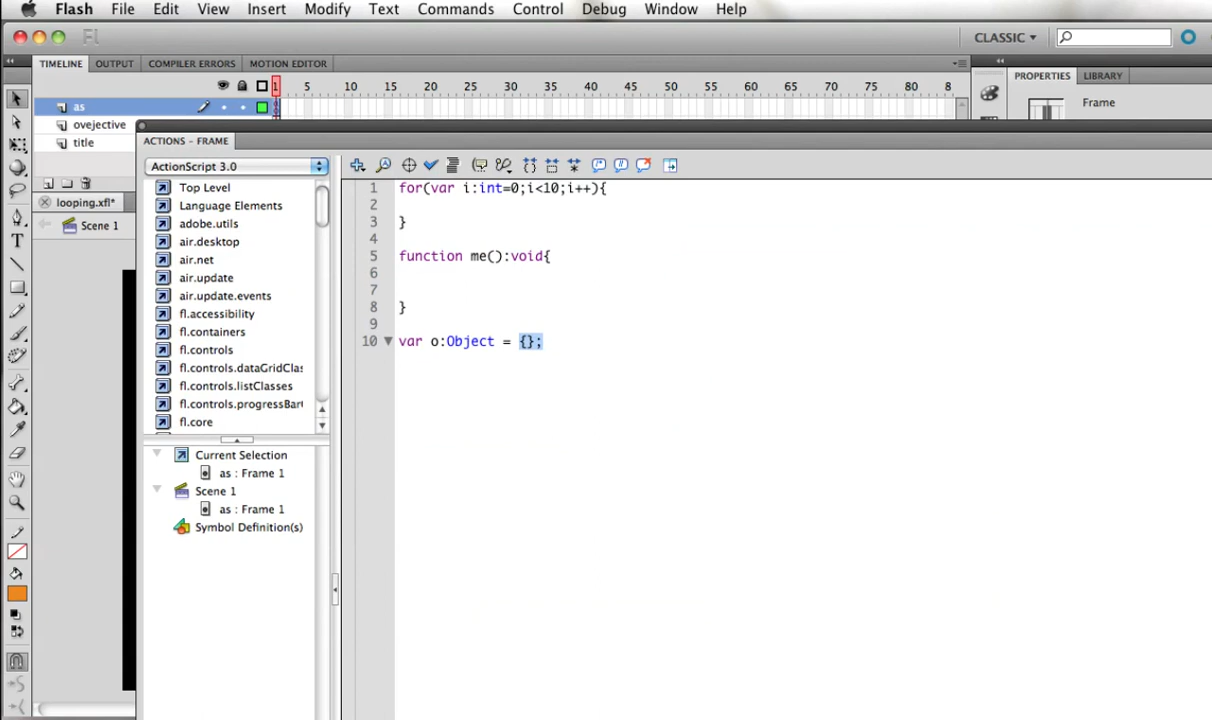 Flash File Edit View Insert Modify Text Commands Control Debug Window Help
Fl
CLASSIC
TIMELINE OUTPUT COMPILER ERRORS MOTION EDITOR
PROPERTIES LIBRARY
1 5 10 15 20 25 30 35 40 45 50 55 60 65 70 75 80 8
Frame
as
ovejective
title
ACTIONS - FRAME
ActionScript 3.0
looping.xfl*
Scene 1
Top Level
Language Elements
adobe.utils
air.desktop
air.net
air.update
air.update.events
fl.accessibility
fl.containers
fl.controls
fl.controls.dataGridClas
fl.controls.listClasses
fl.controls.progressBar
fl.core
Current Selection
as : Frame 1
Scene 1
as : Frame 1
Symbol Definition(s)
1 for(var i:int=0;i<10;i++){
2
3 }
4
5 function me():void{
6
7
8 }
9
10 var o:Object = {};